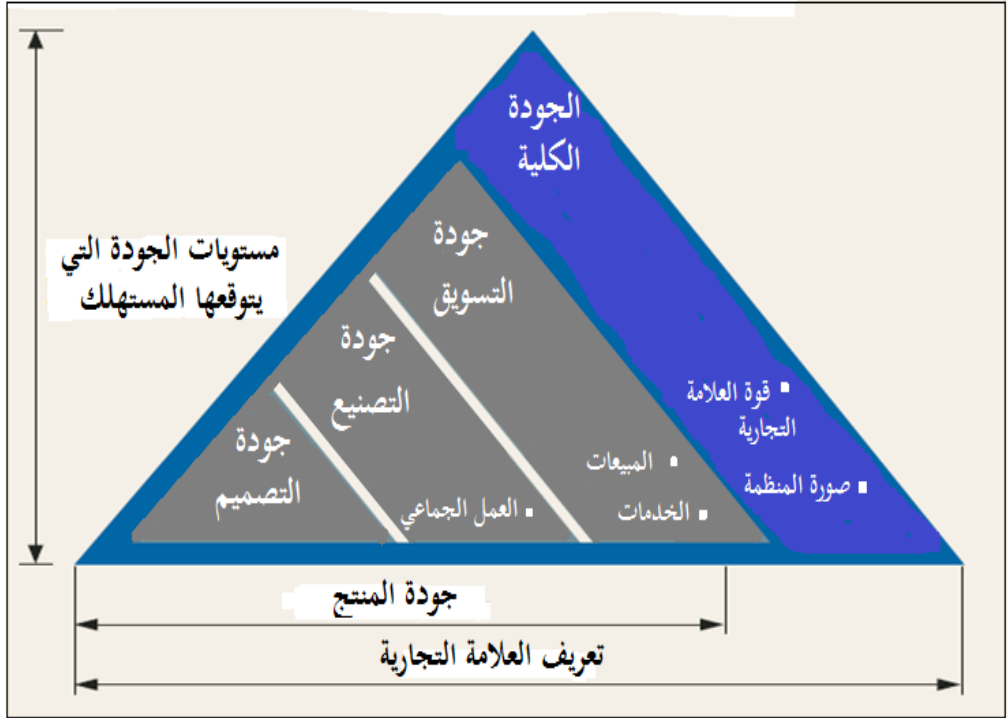 الجودة
الكلية
جودة
التسويق
مستويات الجودة التي
يتوقعها المستهلك
جودة
التصنيع
▪ قوة العلامة
التجارية
جودة
التصميم
▪ المبيعات
▪ صورة المنظمة
▪ العمل الجماعي
▪ الخدمات
جودة المنتج
تعريف العلامة التجارية